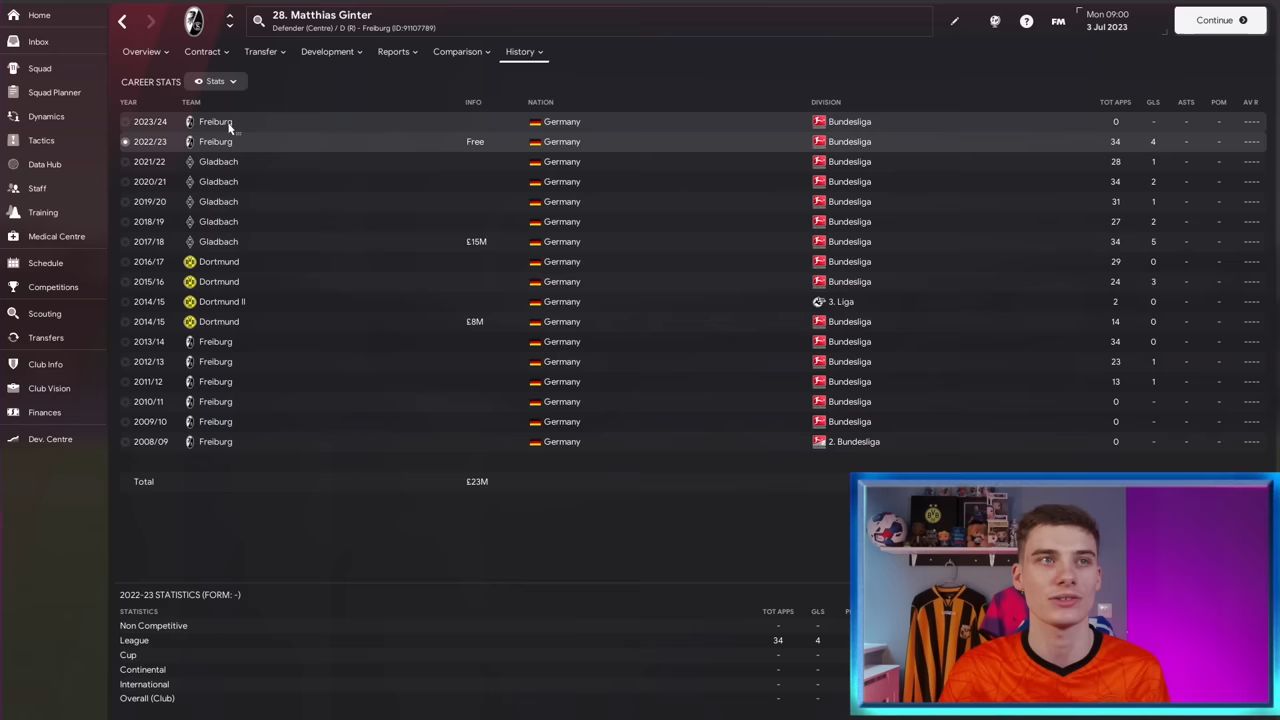 Home
Inbox
Squad
Squad Planner
Dynamics
Tactics
Data Hub
Staff
Training
Medical Centre
Schedule
Competitions
Scouting
Transfers
Club Info
Club Vision
Finances
Dev. Centre
28. Matthias Ginter
Defender (Centre) / D (R) - Freiburg (ID:91107789)
FM
Mon 09:00
3 Jul 2023
Continue
Overview Contract Transfer Development Reports Comparison History
CAREER STATS Stats
YEAR TEAM INFO NATION DIVISION TOT APPS GLS ASTS POM AV R
2023/24 Freiburg Germany Bundesliga 0 - - - ----
2022/23 Freiburg Free Germany Bundesliga 34 4 - - ----
2021/22 Gladbach Germany Bundesliga 28 1 - - ----
2020/21 Gladbach Germany Bundesliga 34 2 - - ----
2019/20 Gladbach Germany Bundesliga 31 1 - - ----
2018/19 Gladbach Germany Bundesliga 27 2 - - ----
2017/18 Gladbach £15M Germany Bundesliga 34 5 - - ----
2016/17 Dortmund Germany Bundesliga 29 0 - - ----
2015/16 Dortmund Germany Bundesliga 24 3 - - ----
2014/15 Dortmund II Germany 3. Liga 2 0 - - ----
2014/15 Dortmund £8M Germany Bundesliga 14 0 - - ----
2013/14 Freiburg Germany Bundesliga 34 0 - - ----
2012/13 Freiburg Germany Bundesliga 23 1 - - ----
2011/12 Freiburg Germany Bundesliga 13 1 - - ----
2010/11 Freiburg Germany Bundesliga 0 - - - ----
2009/10 Freiburg Germany Bundesliga 0 - - - ----
2008/09 Freiburg Germany 2. Bundesliga 0 - - - ----
Total £23M
2022-23 STATISTICS (FORM: -)
STATISTICS TOT APPS GLS
Non Competitive - -
League 34 4
Cup - -
Continental - -
International - -
Overall (Club) - -
BVB